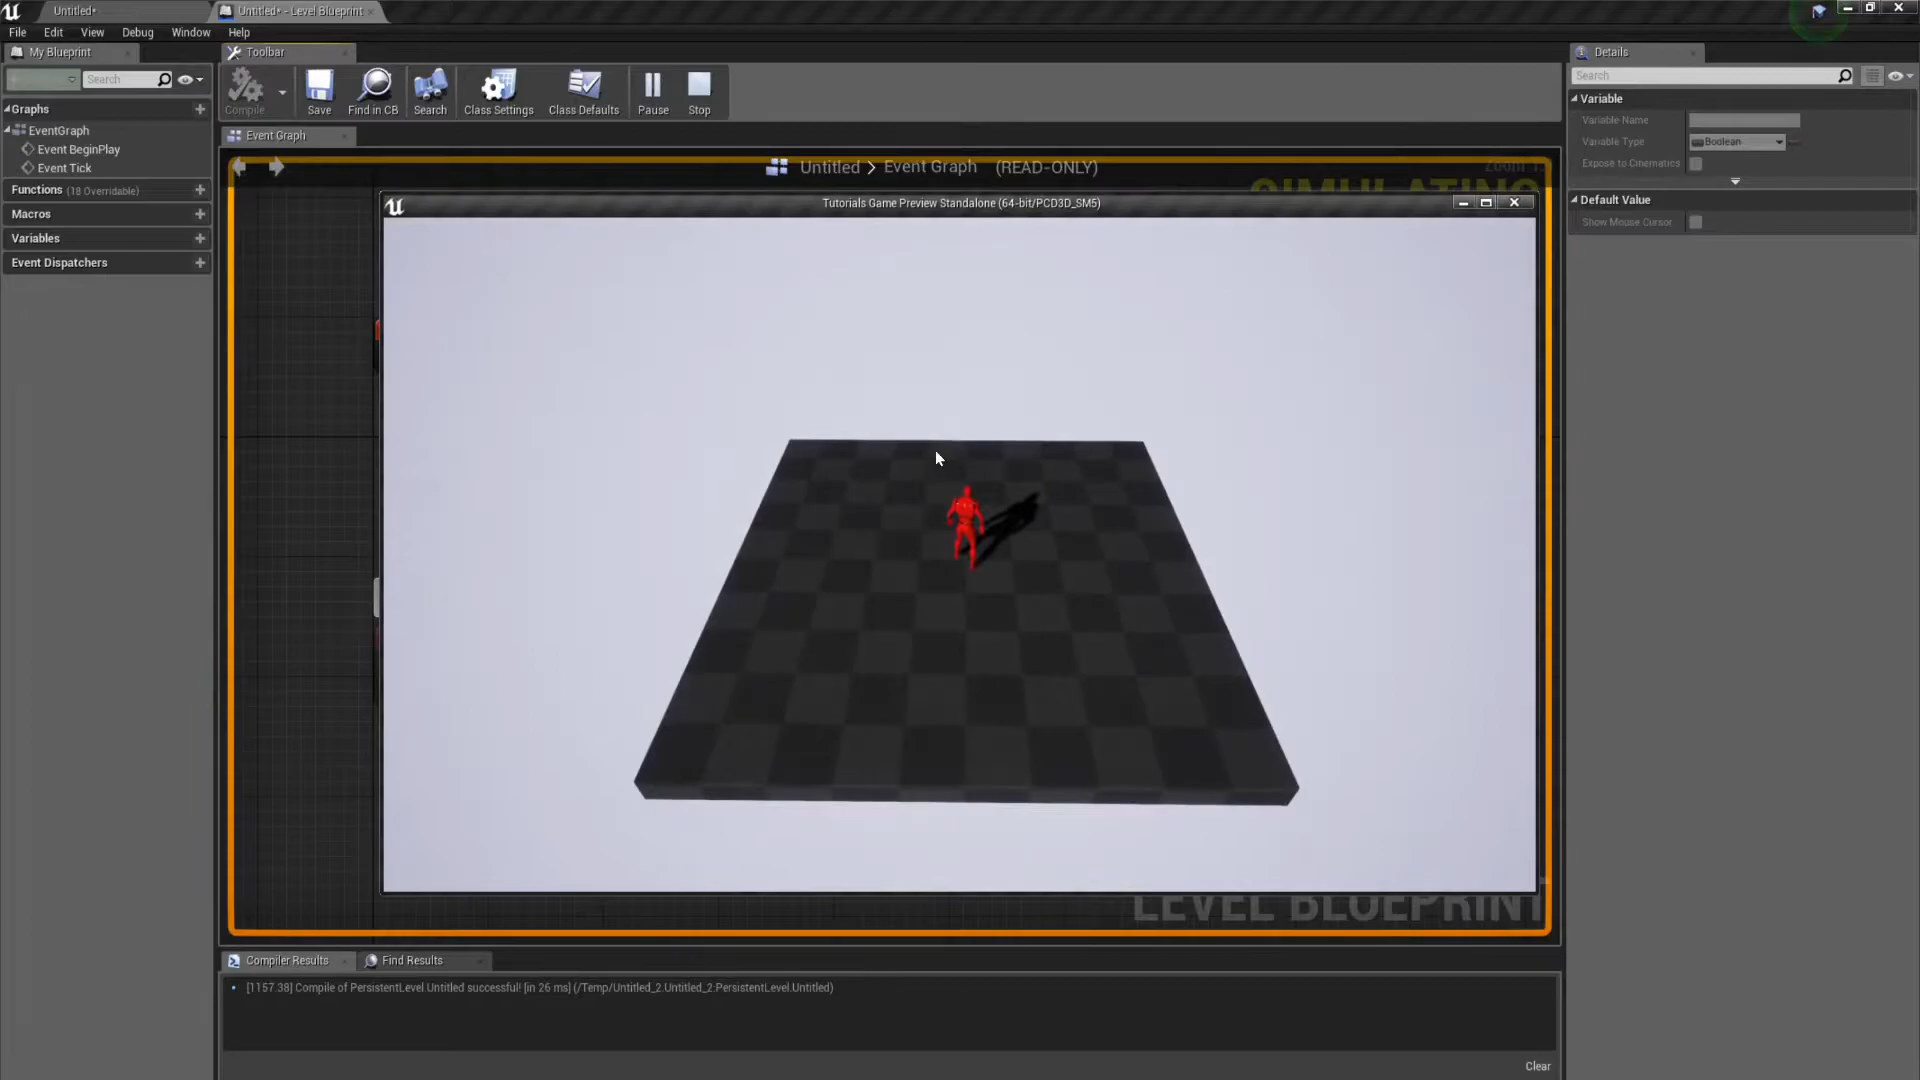 Untitled*
Untitled* - Level Blueprint
File Edit View Debug Window Help
My Blueprint
Toolbar
Details
Search
Compile
Save
Find in CB
Search
Class Settings
Class Defaults
Pause
Stop
Search
Graphs
EventGraph
Event BeginPlay
Event Tick
Functions (18 Overridable)
Macros
Variables
Event Dispatchers
Event Graph
Untitled > Event Graph (READ-ONLY)
SIMULATING
Tutorials Game Preview Standalone (64-bit/PCD3D_SM5)
LEVEL BLUEPRINT
Variable
Variable Name
Variable Type Boolean
Expose to Cinematics
Default Value
Show Mouse Cursor
Compiler Results
Find Results
[1157.38] Compile of PersistentLevel.Untitled successful! [in 26 ms] (/Temp/Untitled_2.Untitled_2:PersistentLevel.Untitled)
Clear